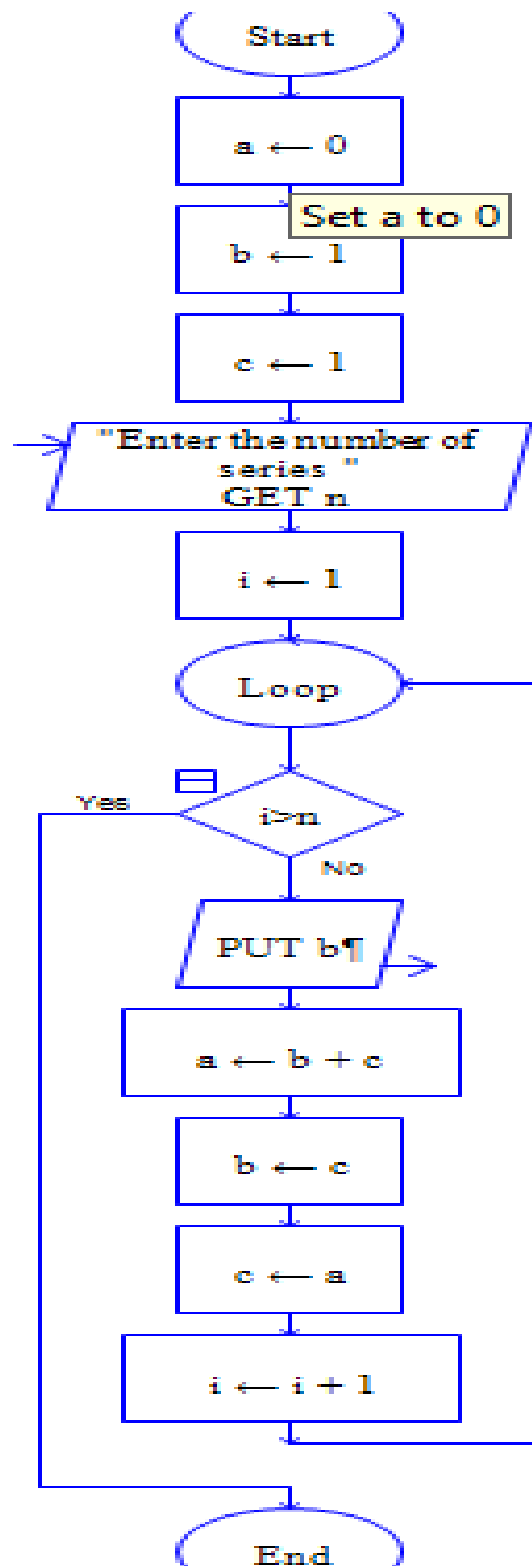 Start
a ← 0
Set a to 0
b ← 1
c ← 1
"Enter the number of
series "
GET n
i ← 1
Loop
Yes
i>n
No
PUT b¶
a ← b + c
b ← c
c ← a
i ← i + 1
End